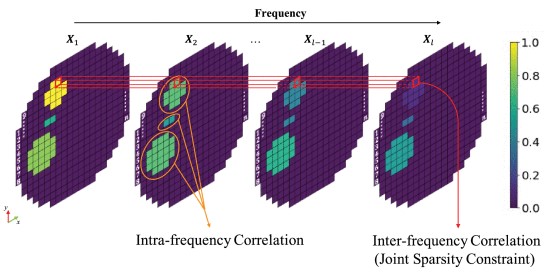 Frequency
X1 X2 … Xl−1 Xl
1.0
0.8
0.6
0.4
0.2
0.0
y
x
Intra-frequency Correlation
Inter-frequency Correlation
(Joint Sparsity Constraint)